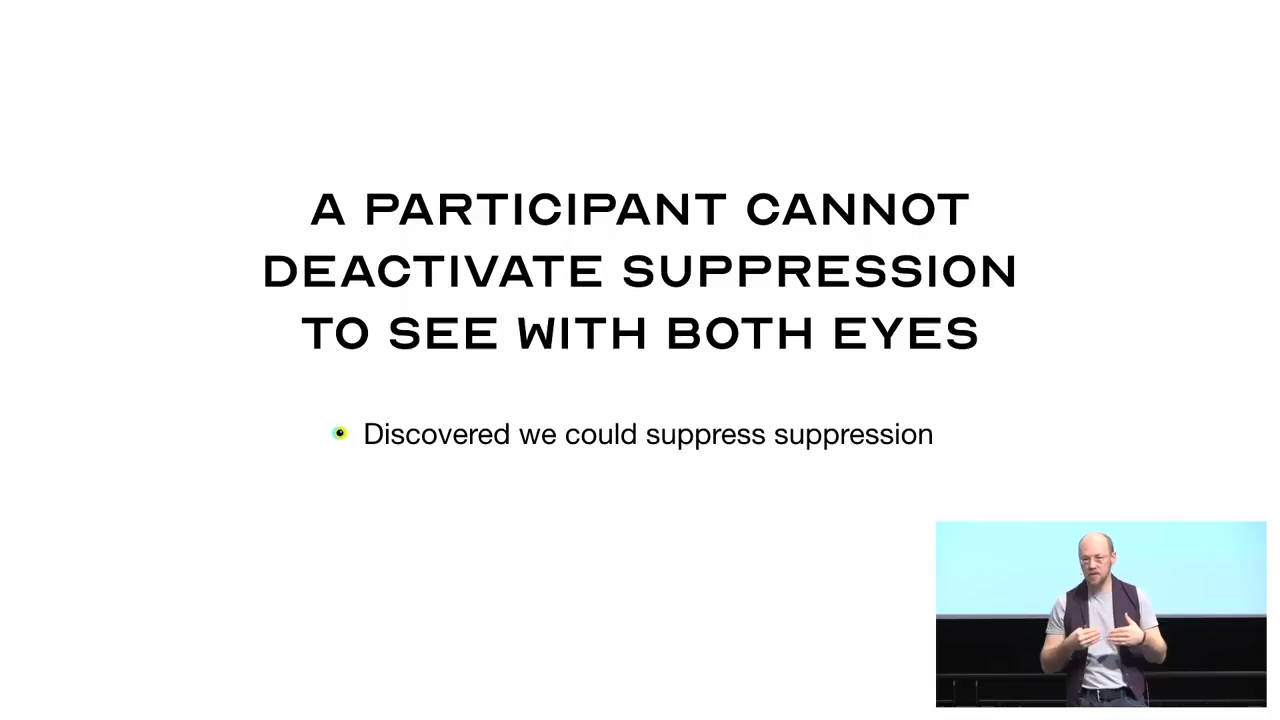 A PARTICIPANT CANNOT
DEACTIVATE SUPPRESSION
TO SEE WITH BOTH EYES
Discovered we could suppress suppression